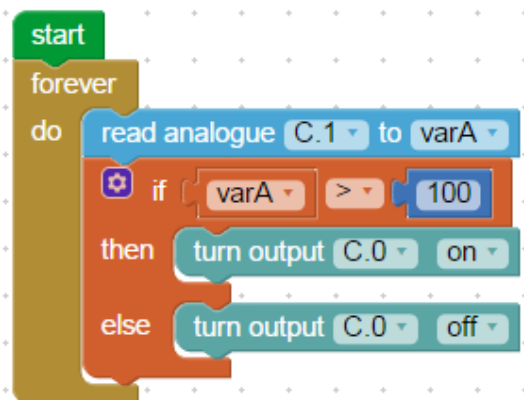 start
forever
do read analogue C.1 to varA
if varA > 100
then turn output C.0 on
else turn output C.0 off